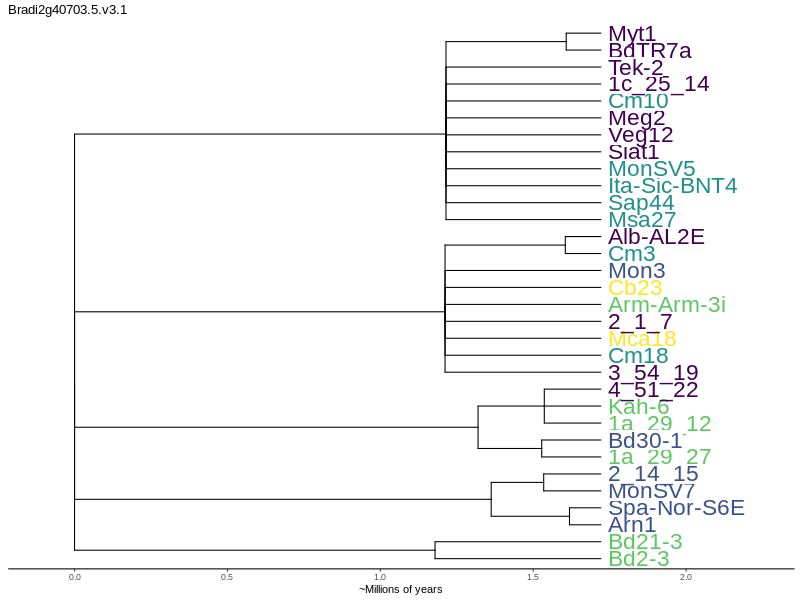 Bradi2g40703.5.v3.1
Myt1
BdTR7a
Tek-2
1c_25_14
Cm10
Meg2
Veg12
Siat1
MonSV5
Ita-Sic-BNT4
Sap44
Msa27
Alb-AL2E
Cm3
Mon3
Cb23
Arm-Arm-3i
2_1_7
Mca18
Cm18
3_54_19
4_51_22
Kah-6
1a_29_12
Bd30-1
1a_29_27
2_14_15
MonSV7
Spa-Nor-S6E
Arn1
Bd21-3
Bd2-3
0.0 0.5 1.0 1.5 2.0
~Millions of years